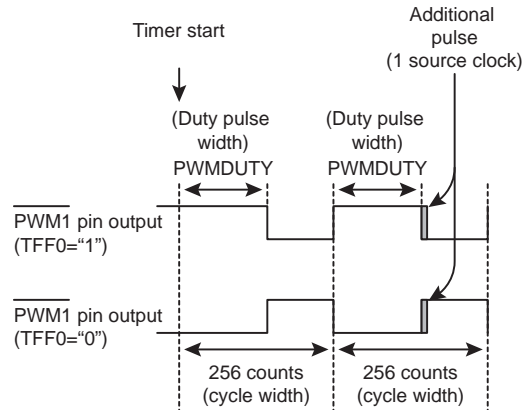 Additional
pulse
(1 source clock)
Timer start
(Duty pulse
width)
PWMDUTY
(Duty pulse
width)
PWMDUTY
PWM1 pin output
(TFF0=“1”)
PWM1 pin output
(TFF0=“0”)
256 counts
(cycle width)
256 counts
(cycle width)